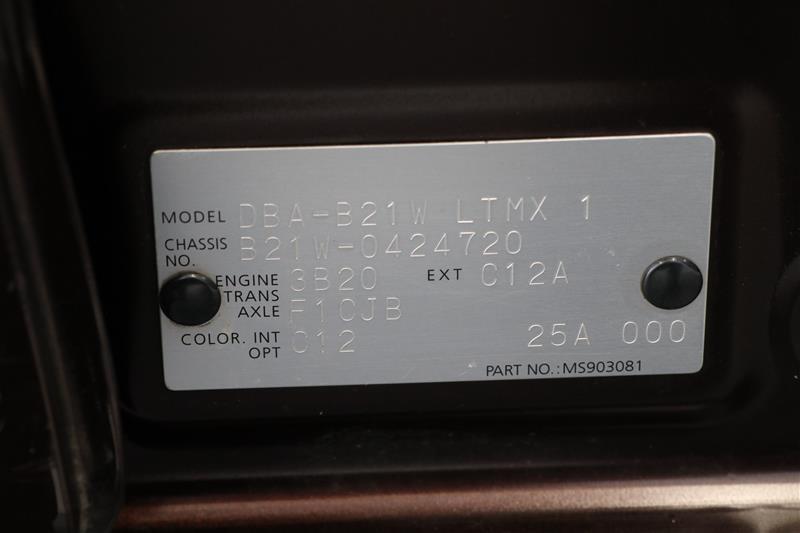 MODEL DBA-B21W LTMX 1
CHASSIS NO. B21W-0424720
ENGINE 3B20 EXT C12A
TRANS AXLE F1CJB
COLOR. INT OPT C12 25A 000
PART NO.: MS903081